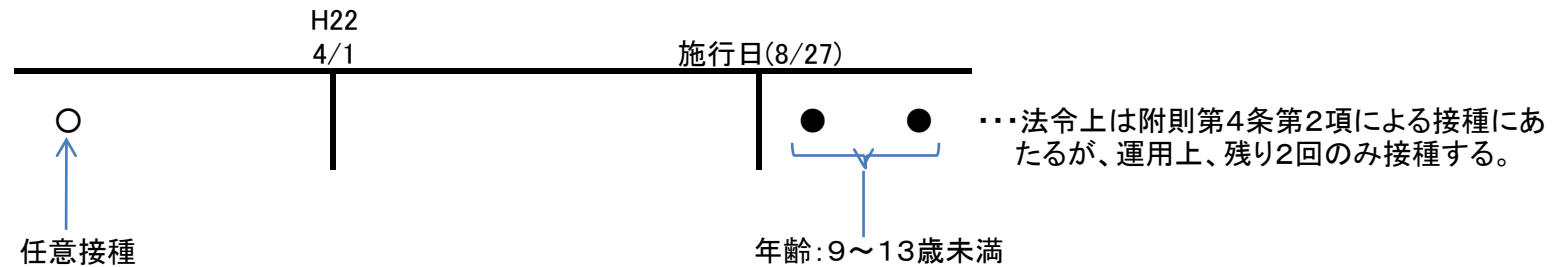 H22
4/1
施行日(8/27)
○
●
●
・・・法令上は附則第4条第2項による接種にあ
たるが、運用上、残り2回のみ接種する。
任意接種
年齢:9~13歳未満